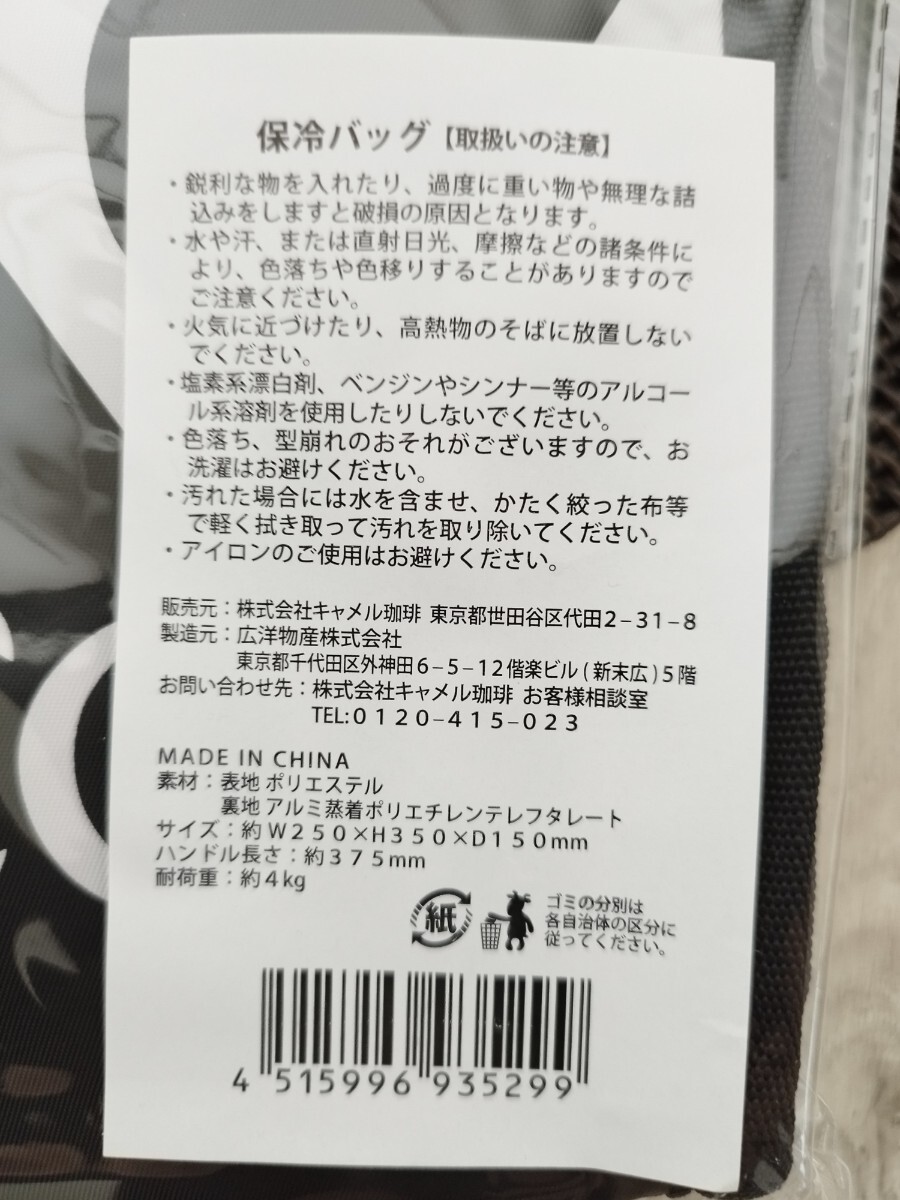 保冷バッグ【取扱いの注意】
・鋭利な物を入れたり、過度に重い物や無理な詰
込みをしますと破損の原因となります。
・水や汗、または直射日光、摩擦などの諸条件に
より、色落ちや色移りすることがありますので
ご注意ください。
・火気に近づけたり、高熱物のそばに放置しない
でください。
・塩素系漂白剤、ベンジンやシンナー等のアルコー
ル系溶剤を使用したりしないでください。
・色落ち、型崩れのおそれがございますので、お
洗濯はお避けください。
・汚れた場合には水を含ませ、かたく絞った布等
で軽く拭き取って汚れを取り除いてください。
・アイロンのご使用はお避けください。
販売元：株式会社キャメル珈琲 東京都世田谷区代田2−31−8
製造元：広洋物産株式会社
東京都千代田区外神田6−5−12偕楽ビル(新末広)5階
お問い合わせ先：株式会社キャメル珈琲 お客様相談室
TEL:0120−415−023
MADE IN CHINA
素材：表地 ポリエステル
裏地 アルミ蒸着ポリエチレンテレフタレート
サイズ：約W250×H350×D150mm
ハンドル長さ：約375mm
耐荷重：約4kg
紙
ゴミの分別は
各自治体の区分に
従ってください。
4 515996 935299